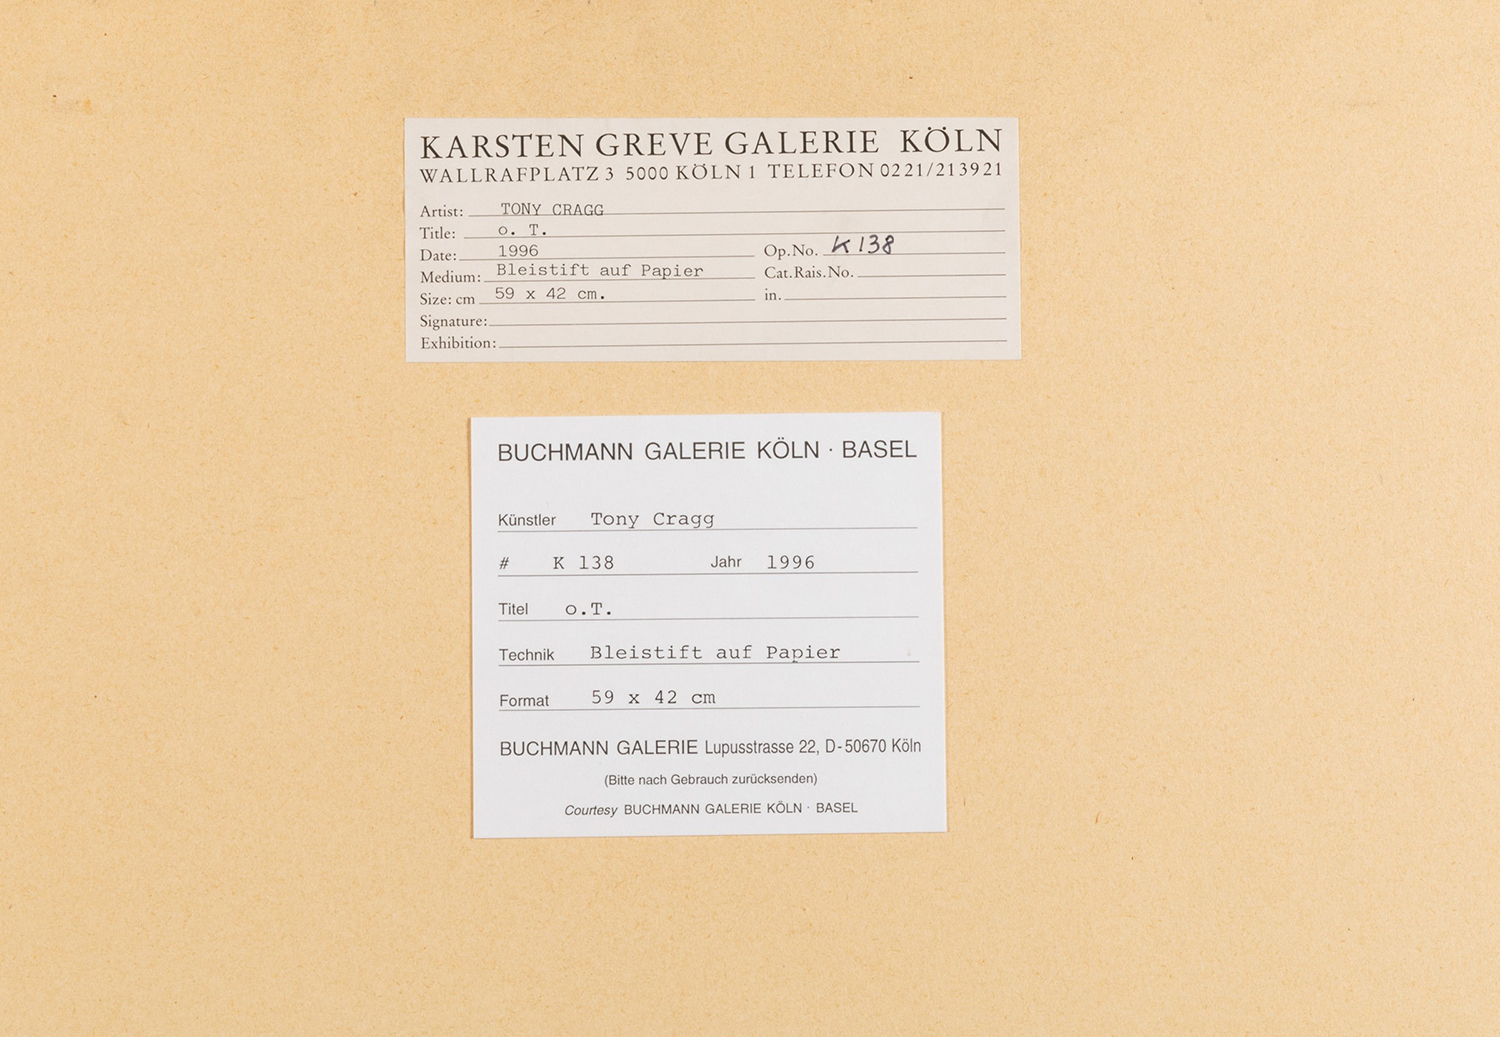 KARSTEN GREVE GALERIE KÖLN
WALLRAFPLATZ 3 5000 KÖLN 1 TELEFON 0221/213921
Artist: TONY CRAGG
Title: o. T.
Date: 1996 Op.No. K 138
Medium: Bleistift auf Papier Cat.Rais.No.
Size: cm 59 x 42 cm. in.
Signature:
Exhibition:
BUCHMANN GALERIE KÖLN · BASEL
Künstler Tony Cragg
# K 138 Jahr 1996
Titel o.T.
Technik Bleistift auf Papier
Format 59 x 42 cm
BUCHMANN GALERIE Lupusstrasse 22, D-50670 Köln
(Bitte nach Gebrauch zurücksenden)
Courtesy BUCHMANN GALERIE KÖLN · BASEL